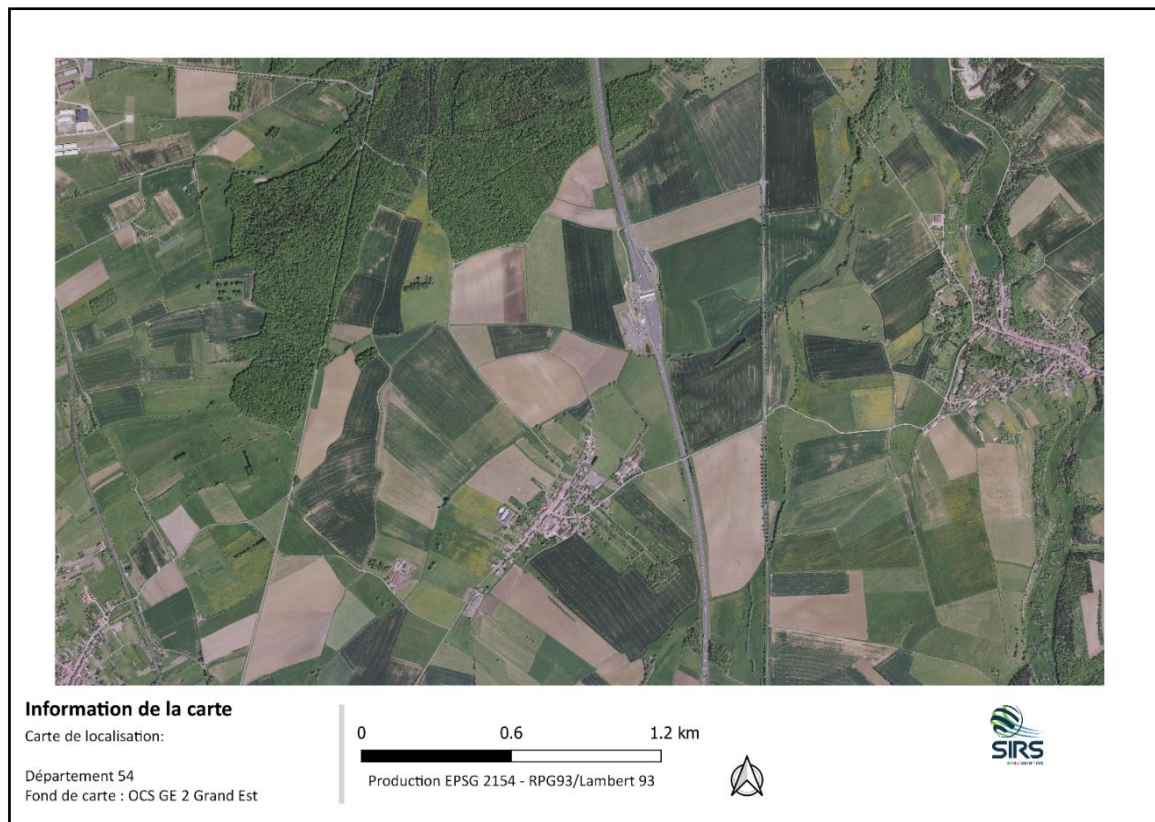 Information de la carte
Carte de localisation:
Département 54
Fond de carte : OCS GE 2 Grand Est
0 0.6 1.2 km
Production EPSG 2154 - RPG93/Lambert 93
SIRS